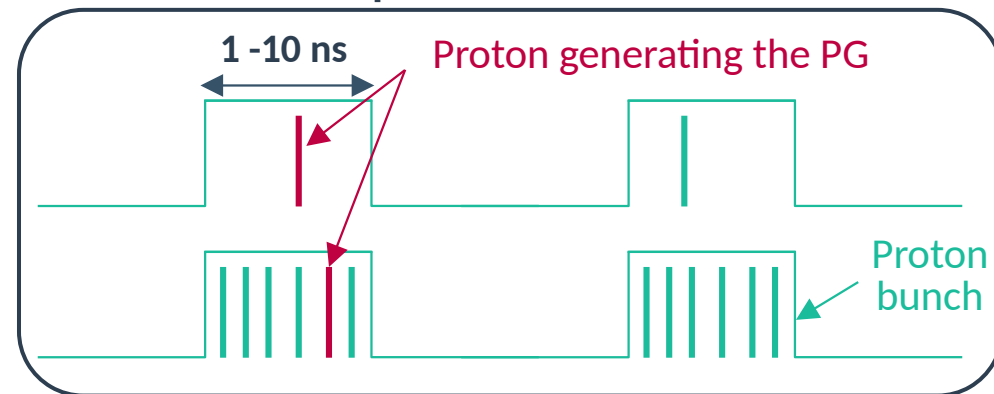 1 -10 ns
Proton generating the PG
Proton
bunch